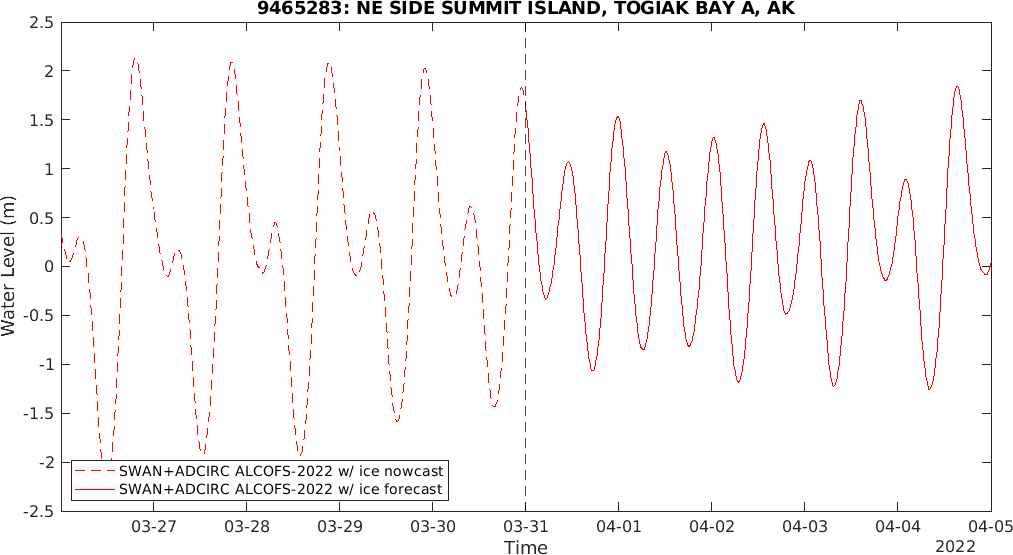 9465283: NE SIDE SUMMIT ISLAND, TOGIAK BAY A, AK
2.5
2
1.5
1
0.5
0
-0.5
-1
-1.5
-2
-2.5
Water Level (m)
SWAN+ADCIRC ALCOFS-2022 w/ ice nowcast
SWAN+ADCIRC ALCOFS-2022 w/ ice forecast
03-27 03-28 03-29 03-30 03-31 04-01 04-02 04-03 04-04 04-05
Time
2022